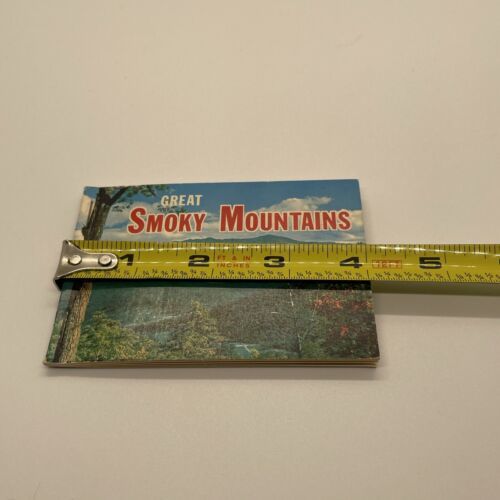 GREAT
SMOKY MOUNTAINS
1 2 FT & IN INCHES 3 4 5